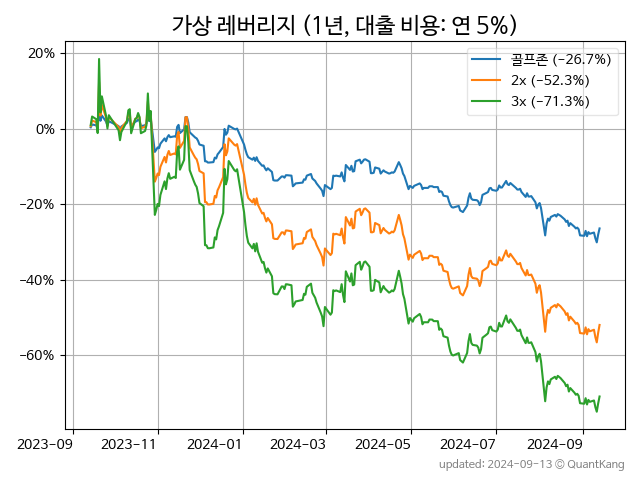 가상 레버리지 (1년, 대출 비용: 연 5%)
골프존 (−26.7%)
2x (−52.3%)
3x (−71.3%)
20%
0%
−20%
−40%
−60%
2023-09
2023-11
2024-01
2024-03
2024-05
2024-07
2024-09
updated: 2024-09-13 © QuantKang